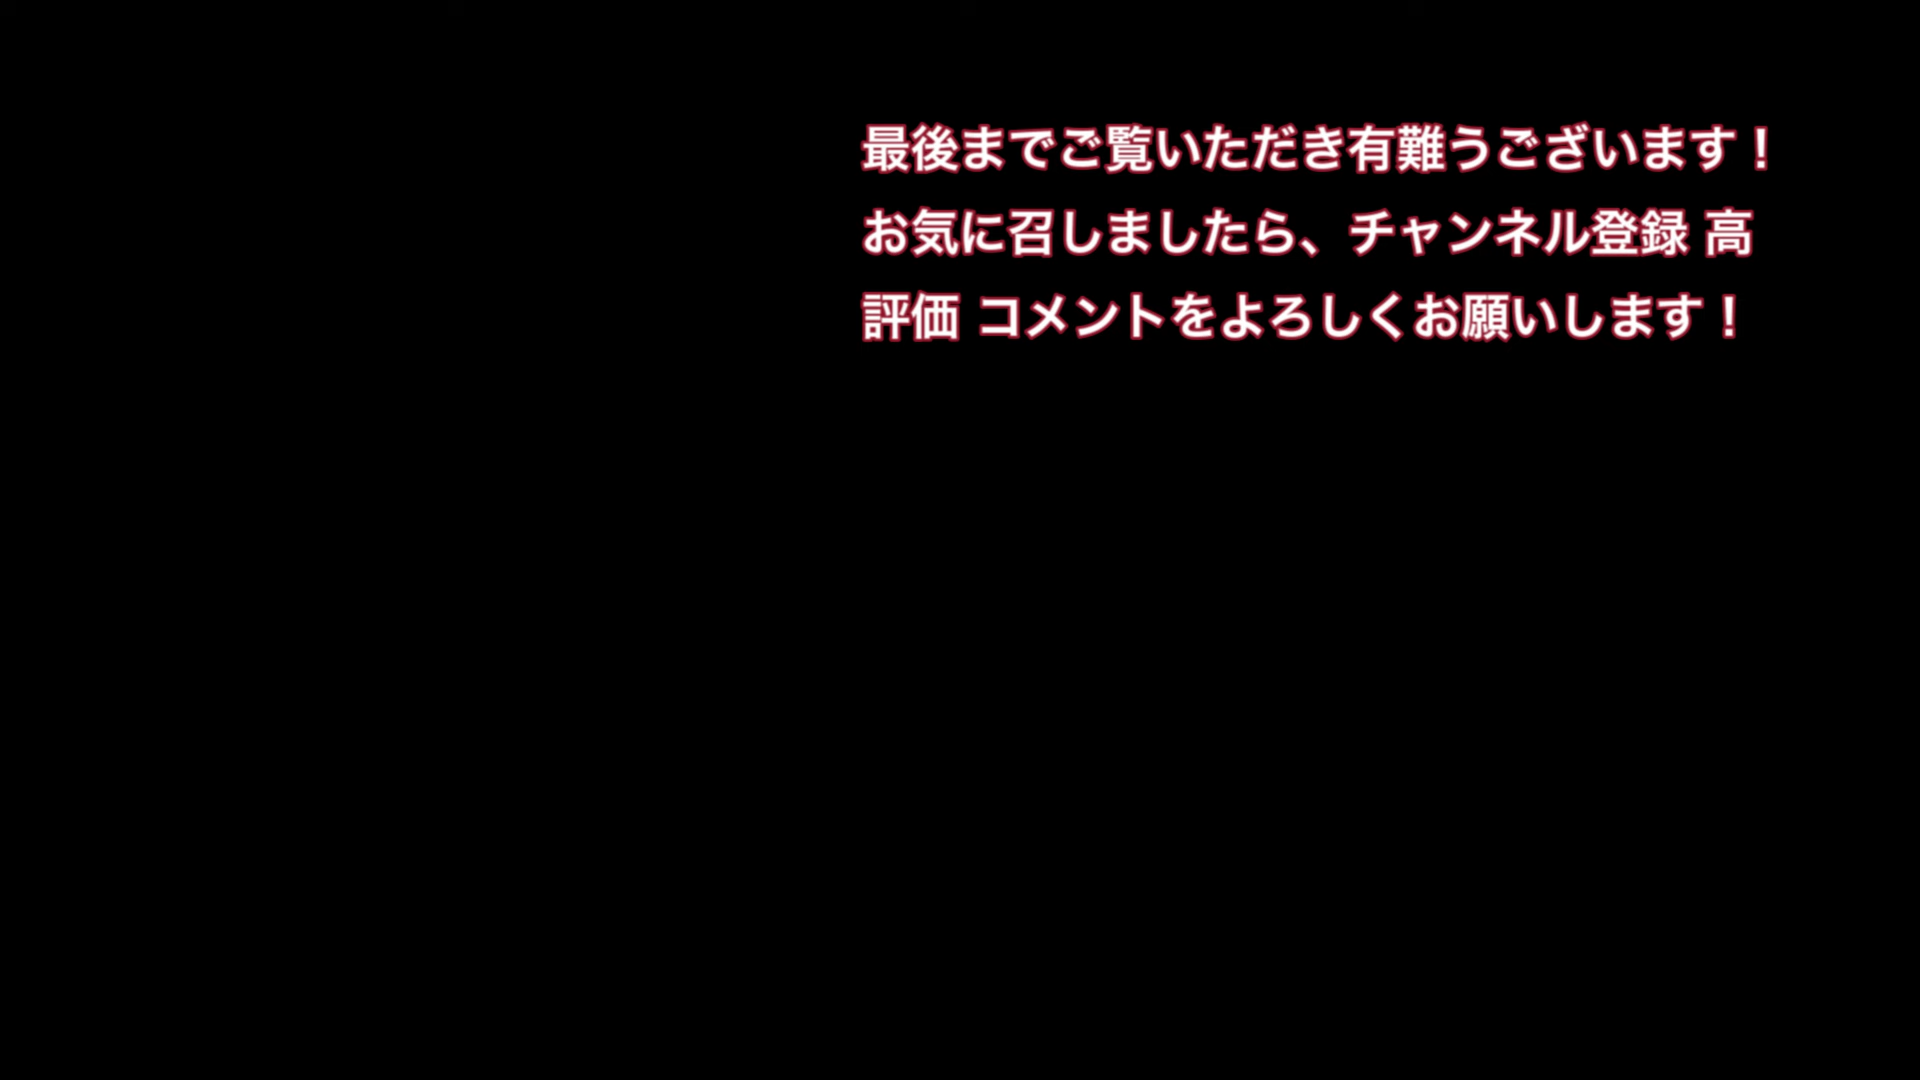 最後までご覧いただき有難うございます！
お気に召しましたら、チャンネル登録 高
評価 コメントをよろしくお願いします！